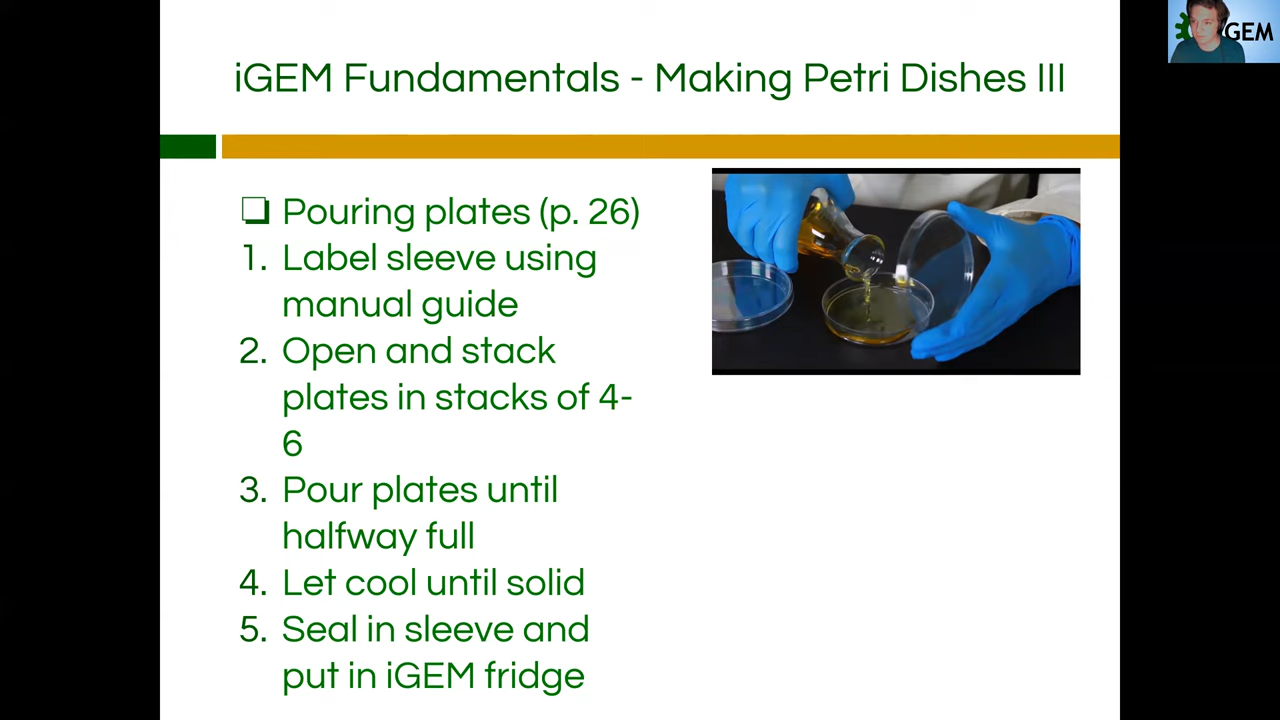 iGEM Fundamentals - Making Petri Dishes III
GEM
❏ Pouring plates (p. 26)
1. Label sleeve using
manual guide
2. Open and stack
plates in stacks of 4-
6
3. Pour plates until
halfway full
4. Let cool until solid
5. Seal in sleeve and
put in iGEM fridge